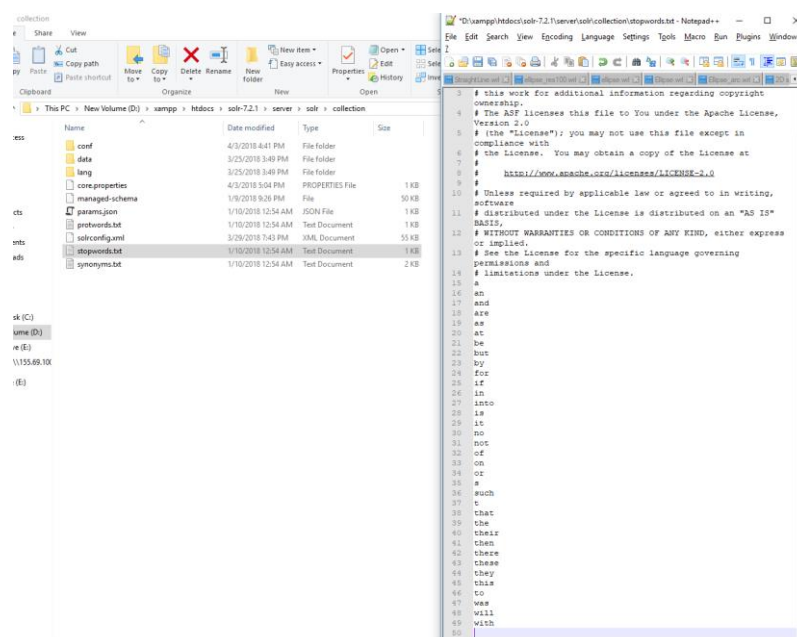 collection
Share View
Cut
Copy path
Paste shortcut
Paste
Move to
Copy to
Delete
Rename
New folder
New item
Easy access
Properties
Open
Edit
History
Clipboard
Organize
New
Open
This PC > New Volume (D:) > xampp > htdocs > solr-7.2.1 > server > solr > collection
Name Date modified Type Size
conf 4/3/2018 4:41 PM File folder
data 3/25/2018 3:49 PM File folder
lang 3/25/2018 3:49 PM File folder
core.properties 4/3/2018 5:04 PM PROPERTIES File 1 KB
managed-schema 1/9/2018 9:26 PM File 50 KB
params.json 1/10/2018 12:54 AM JSON File 1 KB
protwords.txt 1/10/2018 12:54 AM Text Document 1 KB
solrconfig.xml 3/29/2018 7:43 PM XML Document 55 KB
stopwords.txt 1/10/2018 12:54 AM Text Document 1 KB
synonyms.txt 1/10/2018 12:54 AM Text Document 2 KB
sk (C:)
ume (D:)
ve (E:)
(E:)
*D:\xampp\htdocs\solr-7.2.1\server\solr\collection\stopwords.txt - Notepad++
File Edit Search View Encoding Language Settings Tools Macro Run Plugins Window
?
3 # this work for additional information regarding copyright
ownership.
4 # The ASF licenses this file to You under the Apache License,
Version 2.0
5 # (the "License"); you may not use this file except in
compliance with
6 # the License. You may obtain a copy of the License at
7 #
8 # http://www.apache.org/licenses/LICENSE-2.0
9 #
10 # Unless required by applicable law or agreed to in writing,
software
11 # distributed under the License is distributed on an "AS IS"
BASIS,
12 # WITHOUT WARRANTIES OR CONDITIONS OF ANY KIND, either express
or implied.
13 # See the License for the specific language governing
permissions and
14 # limitations under the License.
15 a
16 an
17 and
18 are
19 as
20 at
21 be
22 but
23 by
24 for
25 if
26 in
27 into
28 is
29 it
30 no
31 not
32 of
33 on
34 or
35 s
36 such
37 t
38 that
39 the
40 their
41 then
42 there
43 these
44 they
45 this
46 to
47 was
48 will
49 with
50